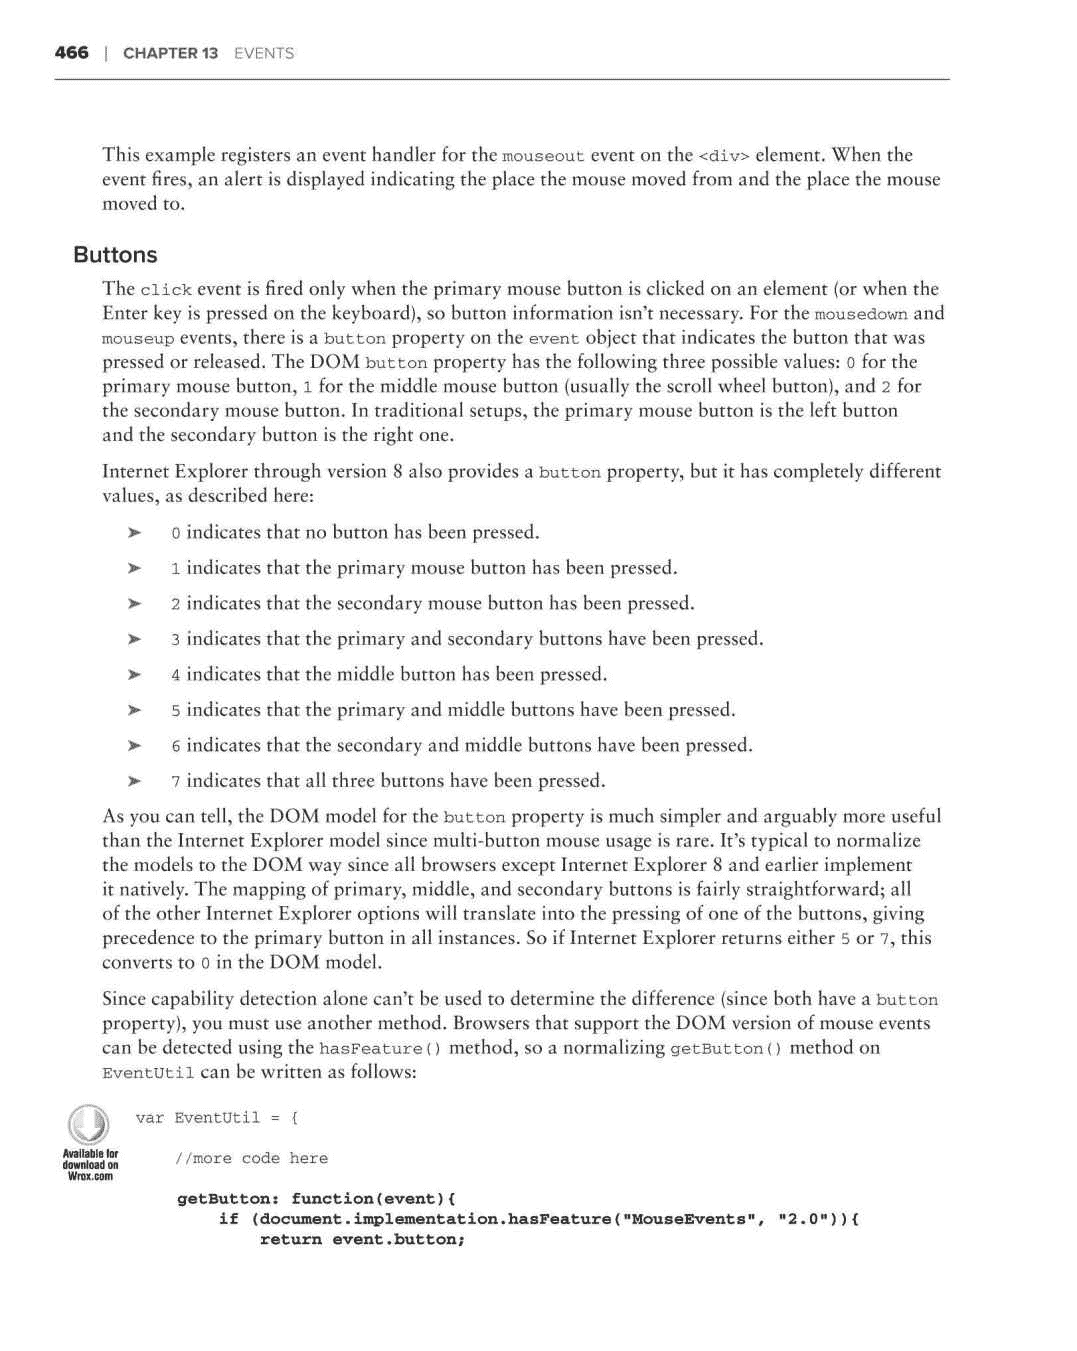 466 | CHAPTER 13 EVENTS
This example registers an event handler for the mouseout event on the <div> element. When the
event fires, an alert is displayed indicating the place the mouse moved from and the place the mouse
moved to.
Buttons
The click event is fired only when the primary mouse button is clicked on an element (or when the
Enter key is pressed on the keyboard), so button information isn't necessary. For the mousedown and
mouseup events, there is a button property on the event object that indicates the button that was
pressed or released. The DOM button property has the following three possible values: 0 for the
primary mouse button, 1 for the middle mouse button (usually the scroll wheel button), and 2 for
the secondary mouse button. In traditional setups, the primary mouse button is the left button
and the secondary button is the right one.
Internet Explorer through version 8 also provides a button property, but it has completely different
values, as described here:
➤ 0 indicates that no button has been pressed.
➤ 1 indicates that the primary mouse button has been pressed.
➤ 2 indicates that the secondary mouse button has been pressed.
➤ 3 indicates that the primary and secondary buttons have been pressed.
➤ 4 indicates that the middle button has been pressed.
➤ 5 indicates that the primary and middle buttons have been pressed.
➤ 6 indicates that the secondary and middle buttons have been pressed.
➤ 7 indicates that all three buttons have been pressed.
As you can tell, the DOM model for the button property is much simpler and arguably more useful
than the Internet Explorer model since multi-button mouse usage is rare. It's typical to normalize
the models to the DOM way since all browsers except Internet Explorer 8 and earlier implement
it natively. The mapping of primary, middle, and secondary buttons is fairly straightforward; all
of the other Internet Explorer options will translate into the pressing of one of the buttons, giving
precedence to the primary button in all instances. So if Internet Explorer returns either 5 or 7, this
converts to 0 in the DOM model.
Since capability detection alone can't be used to determine the difference (since both have a button
property), you must use another method. Browsers that support the DOM version of mouse events
can be detected using the hasFeature() method, so a normalizing getButton() method on
EventUtil can be written as follows:
var EventUtil = {
Available for
download on
Wrox.com
//more code here
getButton: function(event){
if (document.implementation.hasFeature("MouseEvents", "2.0")){
return event.button;